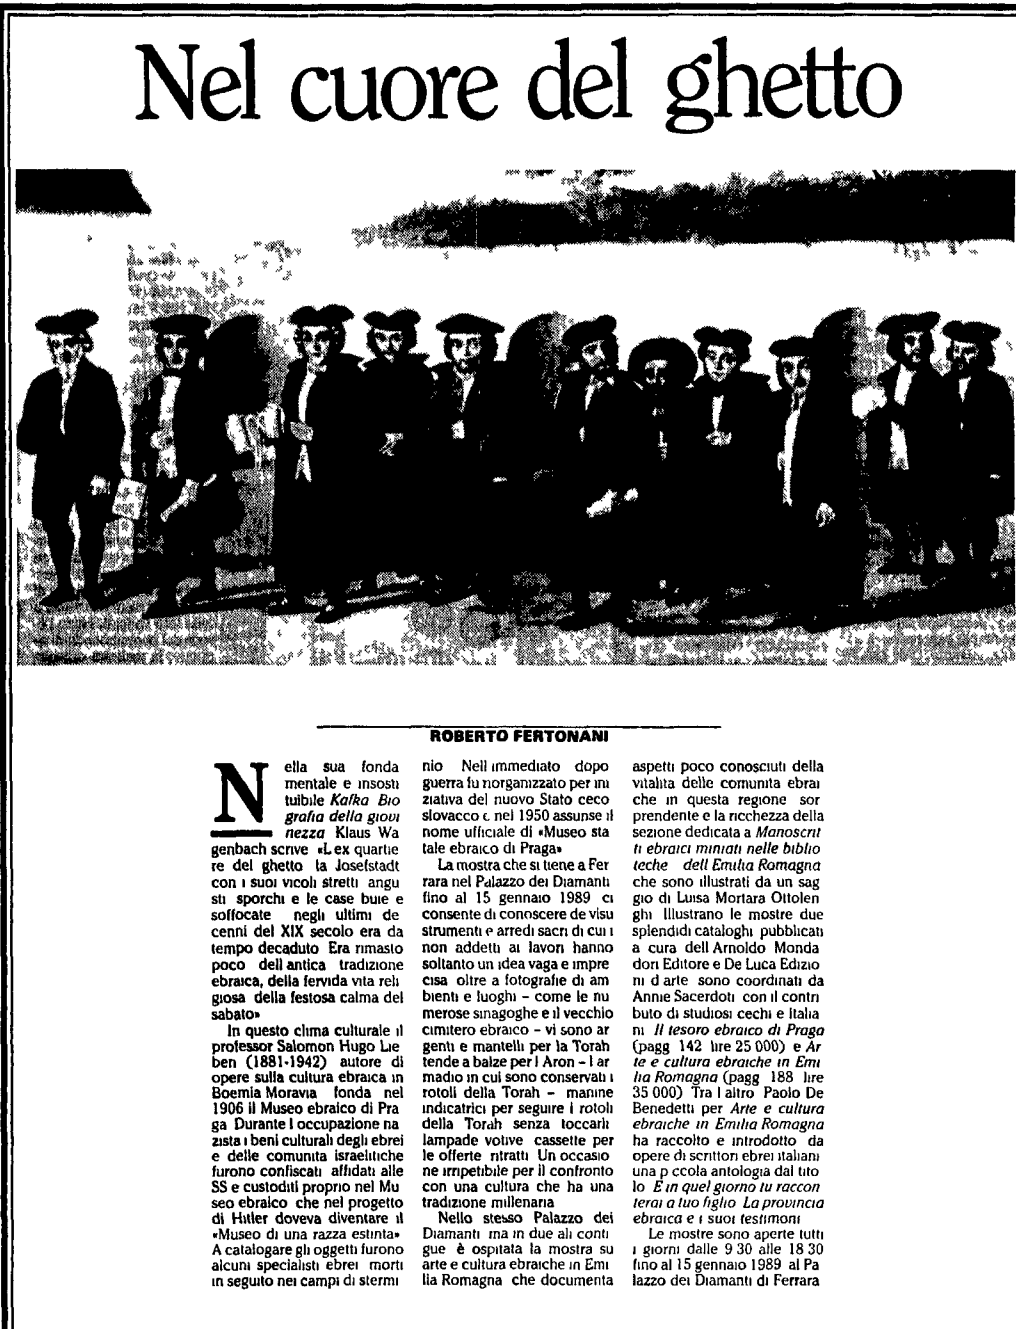 Nel cuore del ghetto
ROBERTO FERTONANI
Nella sua fonda
mentale e insosti
tuibile Kafka Bio
grafia della giovi
nezza Klaus Wa
genbach scrive «L ex quartie
re del ghetto la Josefstadt
con i suoi vicoli stretti angu
sti sporchi e le case buie e
soffocate negli ultimi de
cenni del XIX secolo era da
tempo decaduto Era rimasto
poco dell antica tradizione
ebraica, della fervida vita reli
giosa della festosa calma del
sabato»
In questo clima culturale il
professor Salomon Hugo Lie
ben (1881-1942) autore di
opere sulla cultura ebraica in
Boemia Moravia fonda nel
1906 il Museo ebraico di Pra
ga Durante l occupazione na
zista i beni culturali degli ebrei
e delle comunita israelitiche
furono confiscati affidati alle
SS e custoditi proprio nel Mu
seo ebraico che nel progetto
di Hitler doveva diventare il
«Museo di una razza estinta»
A catalogare gli oggetti furono
alcuni specialisti ebrei morti
in seguito nei campi di stermi
nio Nell immediato dopo
guerra fu riorganizzato per ini
ziativa del nuovo Stato ceco
slovacco e nel 1950 assunse il
nome ufficiale di «Museo sta
tale ebraico di Praga»
La mostra che si tiene a Fer
rara nel Palazzo dei Diamanti
fino al 15 gennaio 1989 ci
consente di conoscere de visu
strumenti e arredi sacri di cui i
non addetti ai lavori hanno
soltanto un idea vaga e impre
cisa oltre a fotografie di am
bienti e luoghi – come le nu
merose sinagoghe e il vecchio
cimitero ebraico – vi sono ar
genti e mantelli per la Torah
tende a balze per l Aron – l ar
madio in cui sono conservati i
rotoli della Torah – manine
indicatrici per seguire i rotoli
della Torah senza toccarli
lampade votive cassette per
le offerte ritratti Un occasio
ne irripetibile per il confronto
con una cultura che ha una
tradizione millenaria
Nello stesso Palazzo dei
Diamanti ma in due ali conti
gue è ospitata la mostra su
arte e cultura ebraiche in Emi
lia Romagna che documenta
aspetti poco conosciuti della
vitalita delle comunita ebrai
che in questa regione sor
prendente e la ricchezza della
sezione dedicata a Manoscrit
ti ebraici miniati nelle biblio
teche dell Emilia Romagna
che sono illustrati da un sag
gio di Luisa Mortara Ottolen
ghi Illustrano le mostre due
splendidi cataloghi pubblicati
a cura dell Arnoldo Monda
dori Editore e De Luca Edizio
ni d arte sono coordinati da
Annie Sacerdoti con il contri
buto di studiosi cechi e italia
ni Il tesoro ebraico di Praga
(pagg 142 lire 25 000) e Ar
te e cultura ebraiche in Emi
lia Romagna (pagg 188 lire
35 000) Tra l altro Paolo De
Benedetti per Arte e cultura
ebraiche in Emilia Romagna
ha raccolto e introdotto da
opere di scrittori ebrei italiani
una p ccola antologia dal tito
lo E in quel giorno tu raccon
terai a tuo figlio La provincia
ebraica e i suoi testimoni
Le mostre sono aperte tutti
i giorni dalle 9 30 alle 18 30
fino al 15 gennaio 1989 al Pa
lazzo dei Diamanti di Ferrara